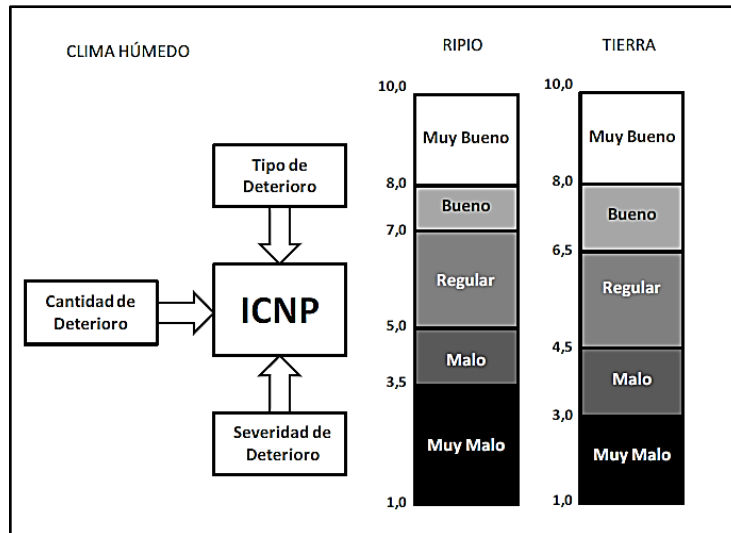 CLIMA HÚMEDO
Tipo de
Deterioro
Cantidad de
Deterioro
ICNP
Severidad de
Deterioro
RIPIO
10,0
Muy Bueno
8,0
Bueno
7,0
Regular
5,0
Malo
3,5
Muy Malo
1,0
TIERRA
10,0
Muy Bueno
8,0
Bueno
6,5
Regular
4,5
Malo
3,0
Muy Malo
1,0